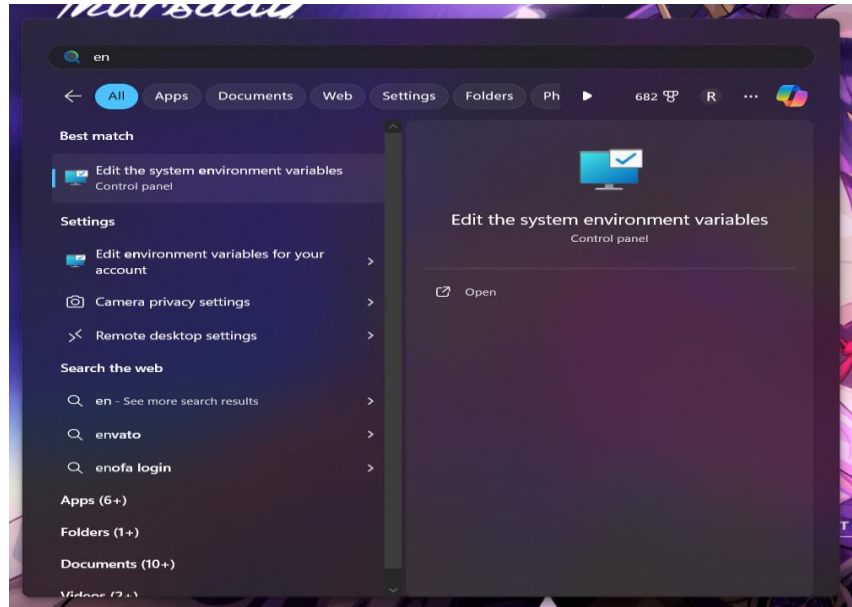 en
All Apps Documents Web Settings Folders Ph 682 R ...
Best match
Edit the system environment variables
Control panel
Settings
Edit environment variables for your
account
Camera privacy settings
Remote desktop settings
Search the web
en - See more search results
envato
enofa login
Apps (6+)
Folders (1+)
Documents (10+)
Videos (2+)
Edit the system environment variables
Control panel
Open
T